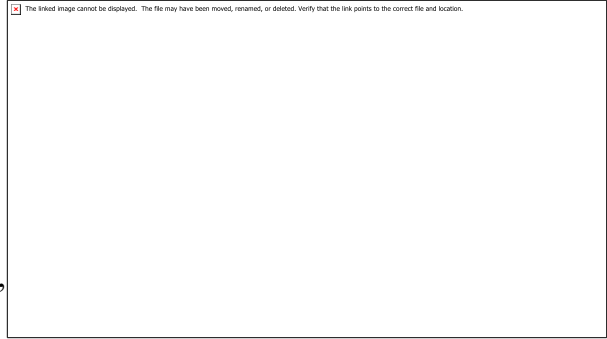 The linked image cannot be displayed. The file may have been moved, renamed, or deleted. Verify that the link points to the correct file and location.
,